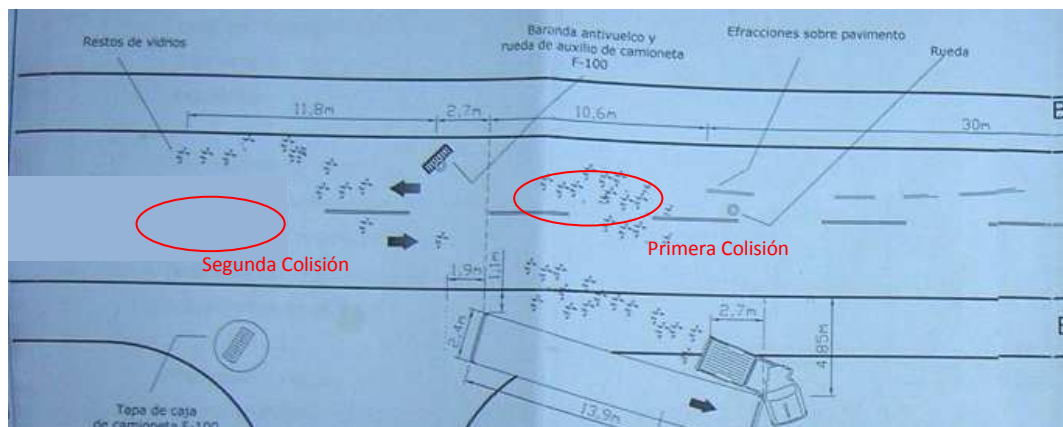 Restos de vidrios
Baranda antivuelco y
rueda de auxilio de camioneta
F-100
Efracciones sobre pavimento
Rueda
11,8m
2,7m
10,6m
30m
B
Segunda Colisión
Primera Colisión
1,9m
1,1m
2,4m
2,7m
4,85m
13,9m
Tapa de caja
de camioneta F-100